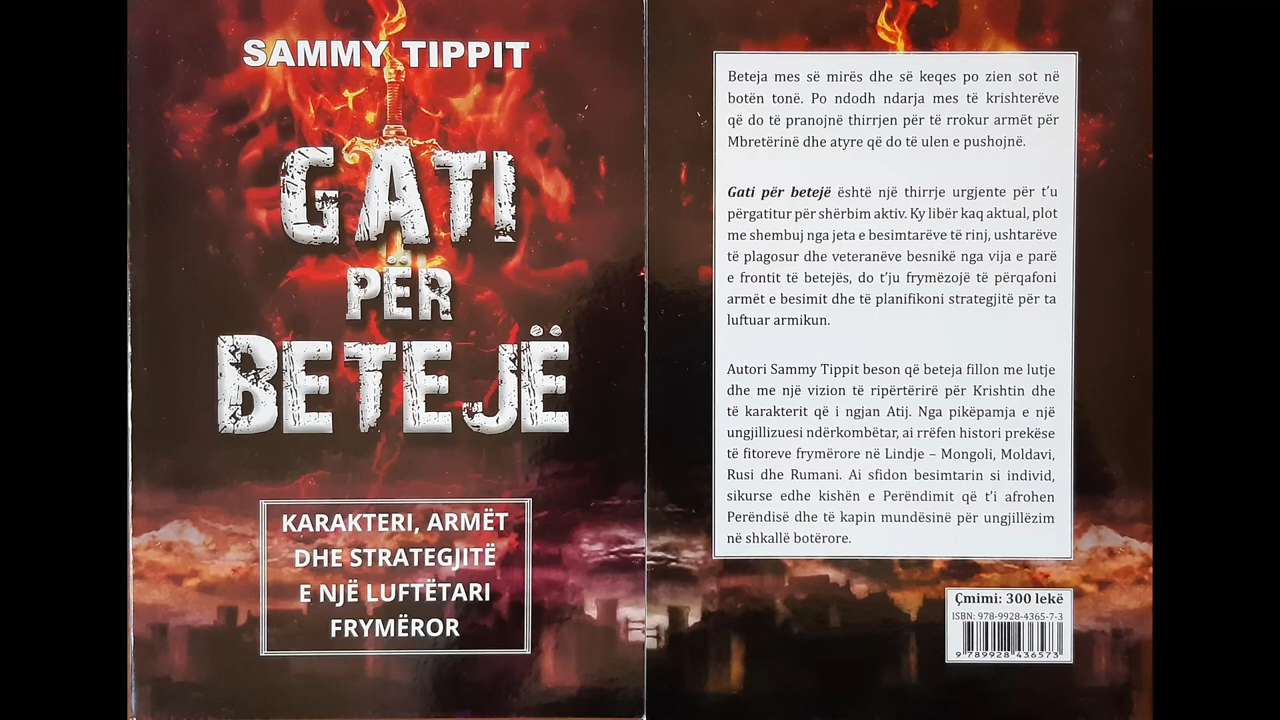 SAMMY TIPPIT
GATI
PËR
BETEJË
KARAKTERI, ARMËT
DHE STRATEGJITË
E NJË LUFTËTARI
FRYMËROR
Beteja mes së mirës dhe së keqes po zien sot në
botën tonë. Po ndodh ndarja mes të krishterëve
që do të pranojnë thirrjen për të rrokur armët për
Mbretërinë dhe atyre që do të ulen e pushojnë.
Gati për betejë është një thirrje urgjente për t'u
përgatitur për shërbim aktiv. Ky libër kaq aktual, plot
me shembuj nga jeta e besimtarëve të rinj, ushtarëve
të plagosur dhe veteranëve besnikë nga vija e parë
e frontit të betejës, do t'ju frymëzojë të përqafoni
armët e besimit dhe të planifikoni strategjitë për ta
luftuar armikun.
Autori Sammy Tippit beson që beteja fillon me lutje
dhe me një vizion të ripërtërirë për Krishtin dhe
të karakterit që i ngjan Atij. Nga pikëpamja e një
ungjillizuesi ndërkombëtar, ai rrëfen histori prekëse
të fitoreve frymërore në Lindje – Mongoli, Moldavi,
Rusi dhe Rumani. Ai sfidon besimtarin si individ,
sikurse edhe kishën e Perëndimit që t'i afrohen
Perëndisë dhe të kapin mundësinë për ungjillëzim
në shkallë botërore.
Çmimi: 300 lekë
ISBN: 978-9928-4365-7-3
9 789928 436573